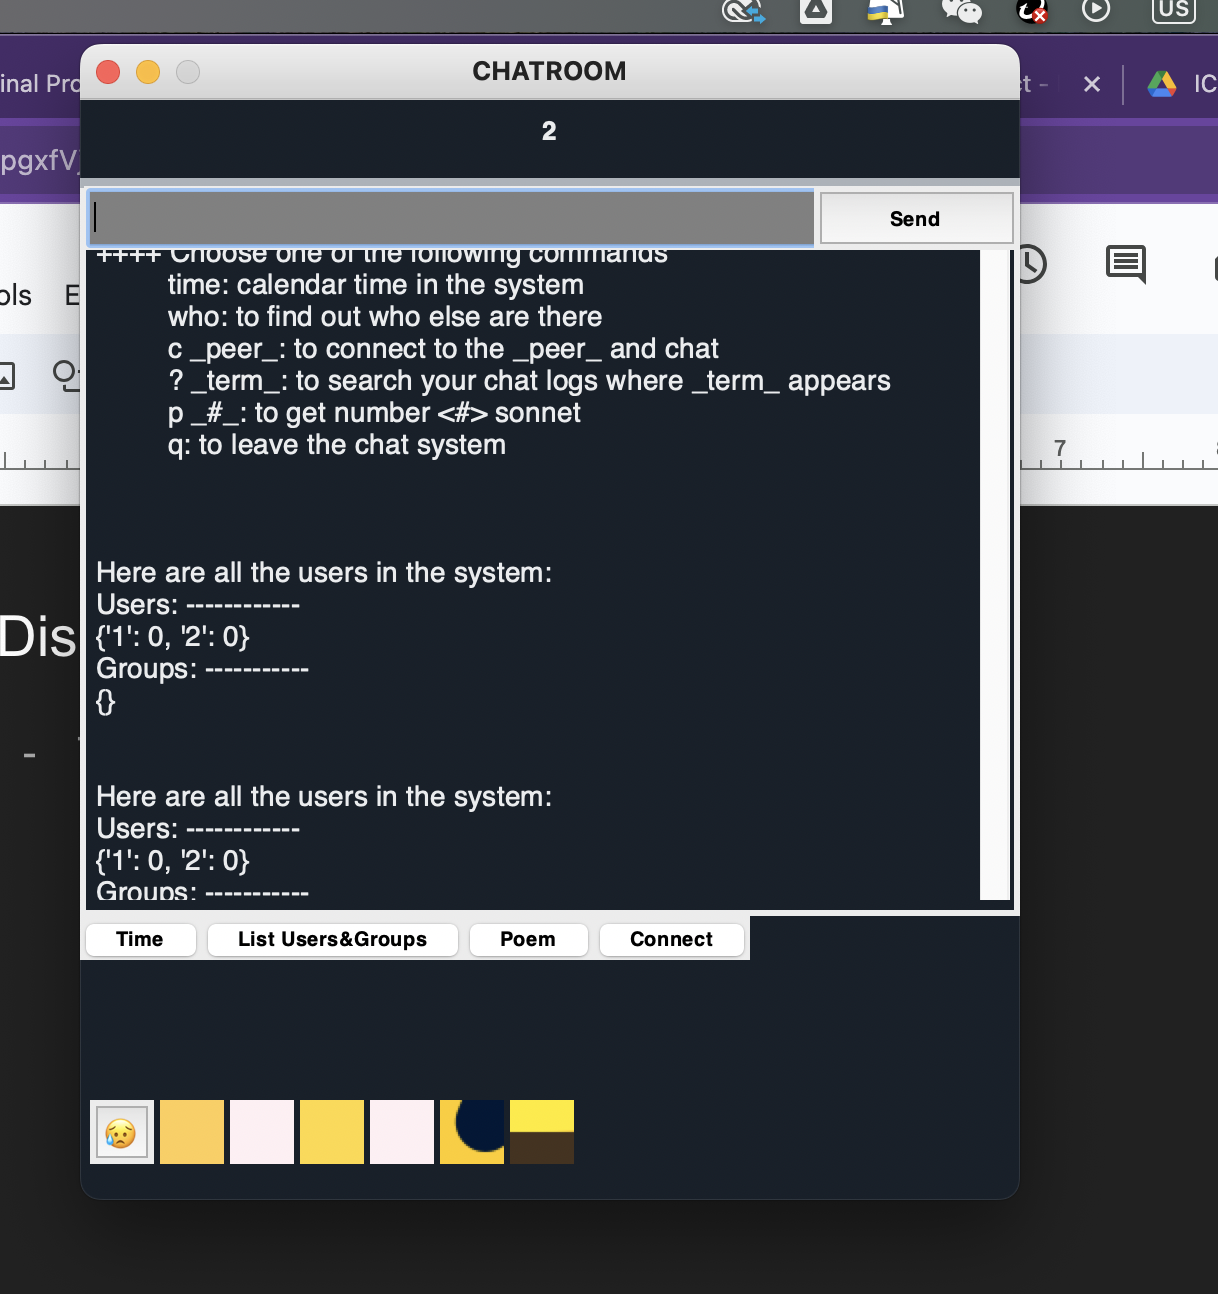 US
inal Pro
CHATROOM
t -
IC
pgxfV
2
Send
ols
E
++++ Choose one of the following commands
time: calendar time in the system
who: to find out who else are there
c _peer_: to connect to the _peer_ and chat
? _term_: to search your chat logs where _term_ appears
p _#_: to get number <#> sonnet
q: to leave the chat system
7
Here are all the users in the system:
Users: ------------
{'1': 0, '2': 0}
Groups: -----------
{}
Dis
-
Here are all the users in the system:
Users: ------------
{'1': 0, '2': 0}
Groups: -----------
Time
List Users&Groups
Poem
Connect